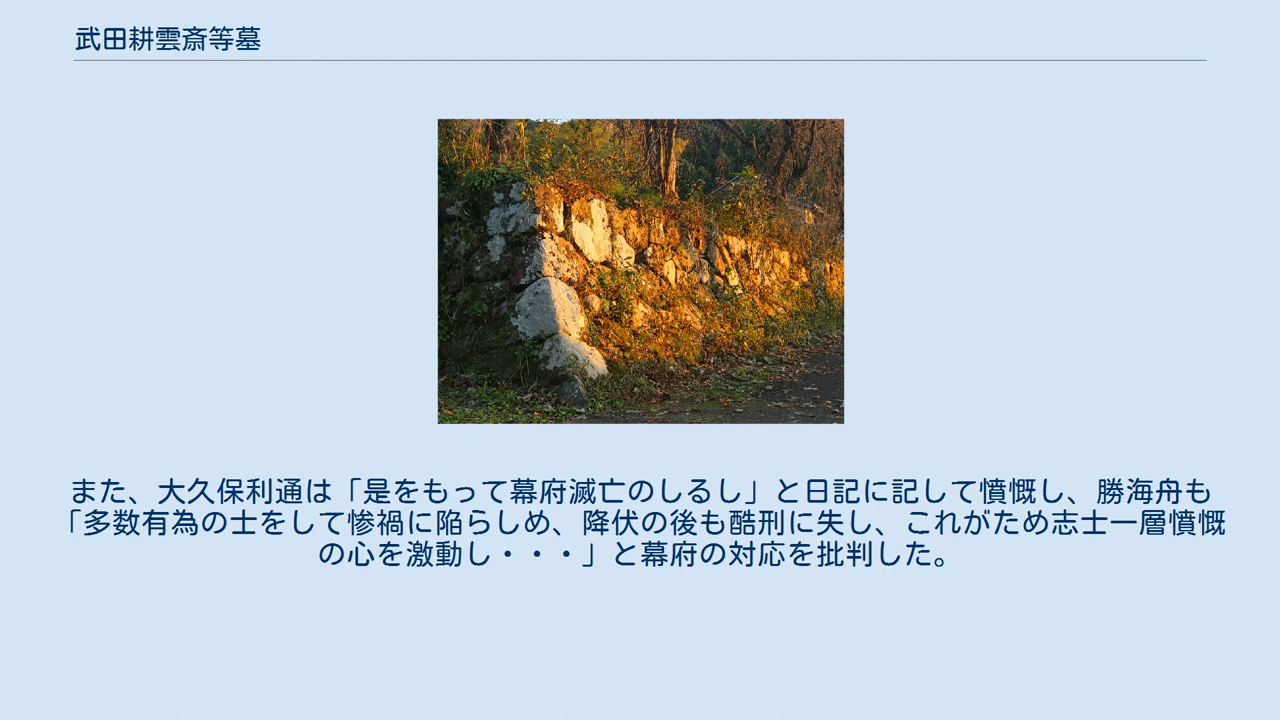 武田耕雲斎等墓
また、大久保利通は「是をもって幕府滅亡のしるし」と日記に記して憤慨し、勝海舟も
「多数有為の士をして惨禍に陥らしめ、降伏の後も酷刑に失し、これがため志士一層憤慨
の心を激動し・・・」と幕府の対応を批判した。